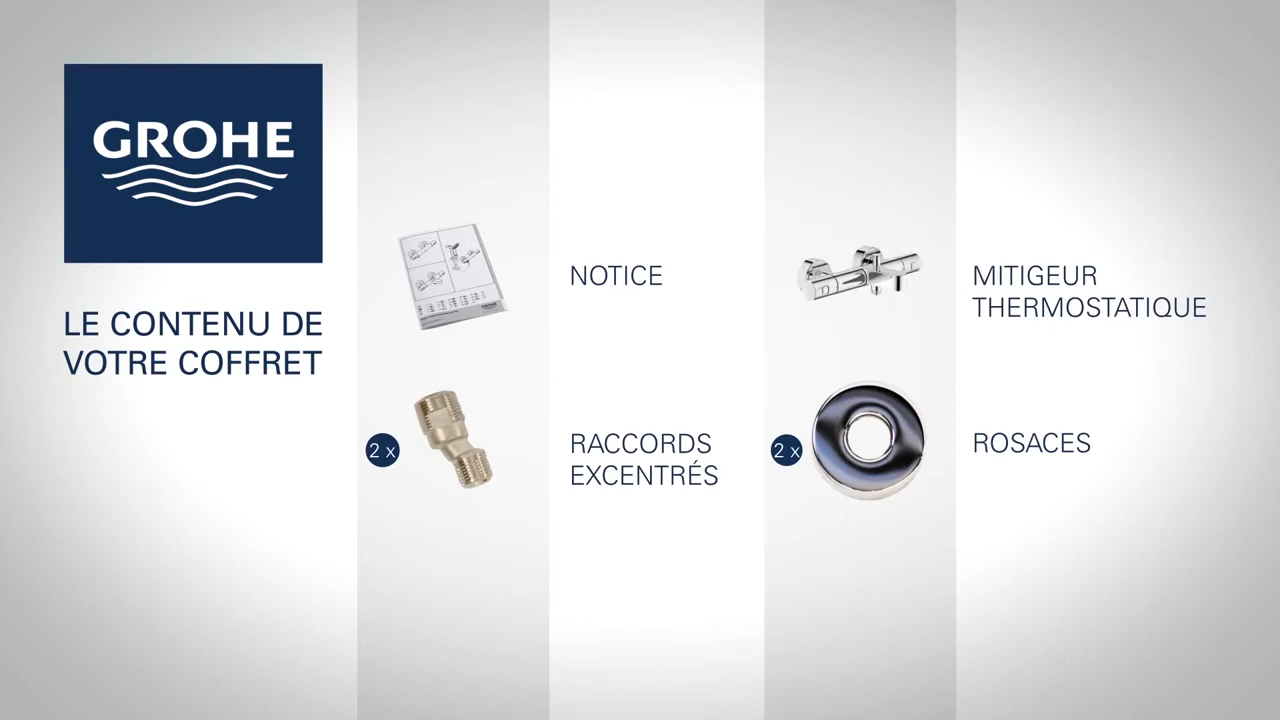 GROHE
LE CONTENU DE
VOTRE COFFRET
NOTICE
2 x
RACCORDS
EXCENTRÉS
MITIGEUR
THERMOSTATIQUE
2 x
ROSACES